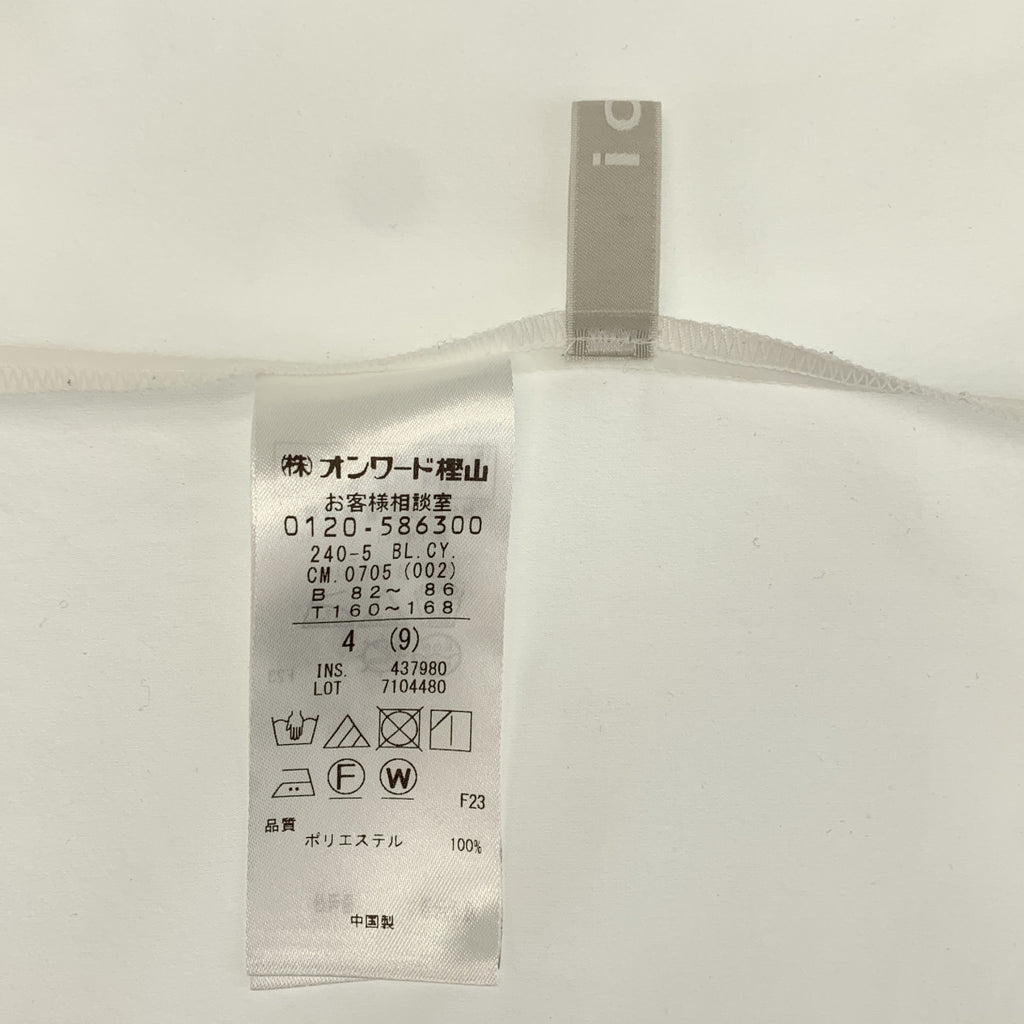 io
(株)オンワード樫山
お客様相談室
0120-586300
240-5 BL.CY.
CM.0705(002)
B 82～ 86
T160～168
4 (9)
INS. 437980
LOT 7104480
F W
F23
品質
ポリエステル 100%
中国製